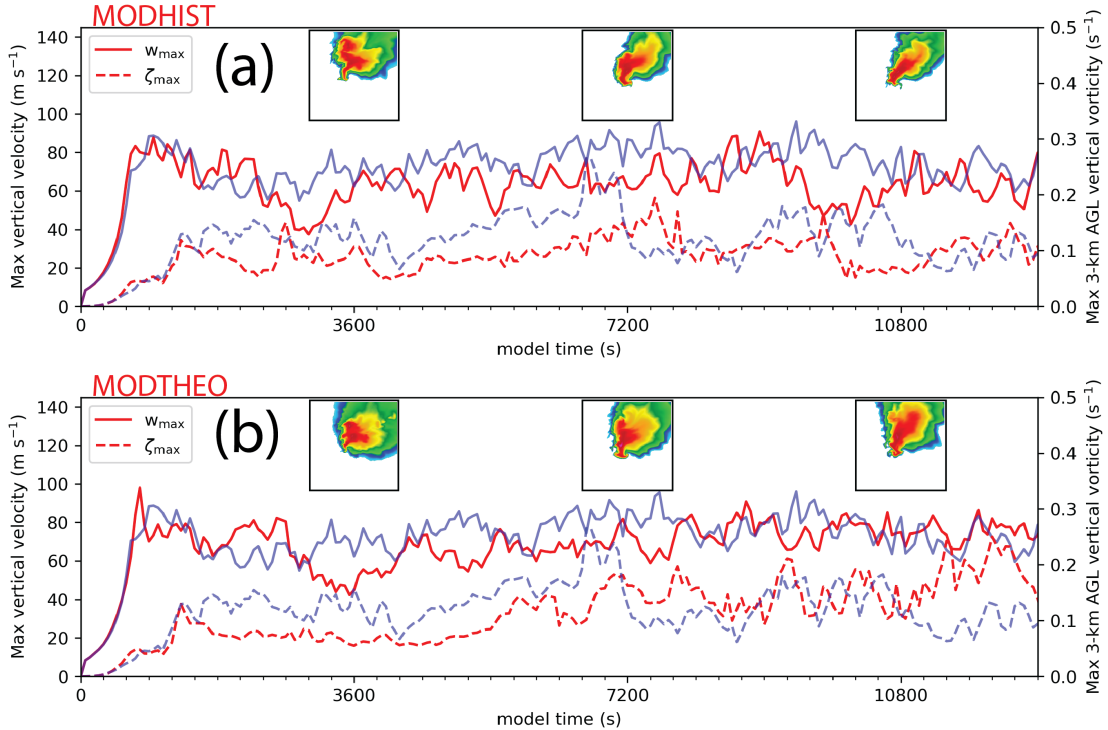 MODHIST
Max vertical velocity (m s⁻¹)
140
120
100
80
60
40
20
0
w_max
ζ_max
(a)
0.5
0.4
0.3
0.2
0.1
0.0
Max 3-km AGL vertical vorticity (s⁻¹)
0 3600 7200 10800
model time (s)
MODTHEO
Max vertical velocity (m s⁻¹)
140
120
100
80
60
40
20
0
w_max
ζ_max
(b)
0.5
0.4
0.3
0.2
0.1
0.0
Max 3-km AGL vertical vorticity (s⁻¹)
0 3600 7200 10800
model time (s)